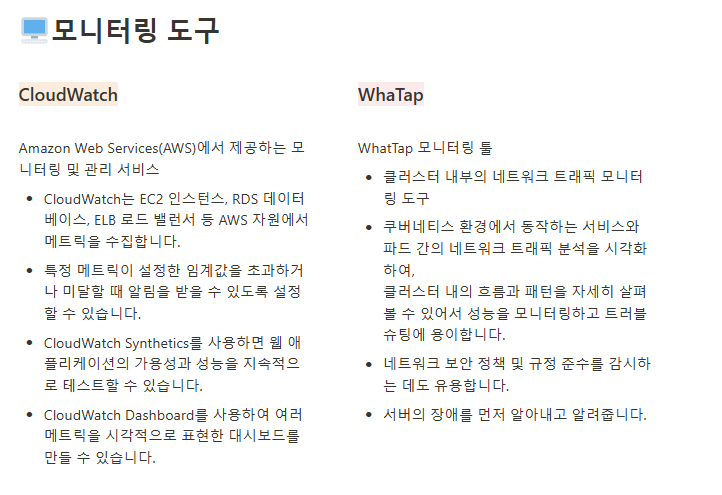 모니터링 도구
CloudWatch
Amazon Web Services(AWS)에서 제공하는 모
니터링 및 관리 서비스
• CloudWatch는 EC2 인스턴스, RDS 데이터
베이스, ELB 로드 밸런서 등 AWS 자원에서
메트릭을 수집합니다.
• 특정 메트릭이 설정한 임계값을 초과하거
나 미달할 때 알림을 받을 수 있도록 설정
할 수 있습니다.
• CloudWatch Synthetics를 사용하면 웹 애
플리케이션의 가용성과 성능을 지속적으
로 테스트할 수 있습니다.
• CloudWatch Dashboard를 사용하여 여러
메트릭을 시각적으로 표현한 대시보드를
만들 수 있습니다.
WhaTap
WhatTap 모니터링 툴
• 클러스터 내부의 네트워크 트래픽 모니터
링 도구
• 쿠버네티스 환경에서 동작하는 서비스와
파드 간의 네트워크 트래픽 분석을 시각화
하여,
클러스터 내의 흐름과 패턴을 자세히 살펴
볼 수 있어서 성능을 모니터링하고 트러블
슈팅에 용이합니다.
• 네트워크 보안 정책 및 규정 준수를 감시하
는 데도 유용합니다.
• 서버의 장애를 먼저 알아내고 알려줍니다.